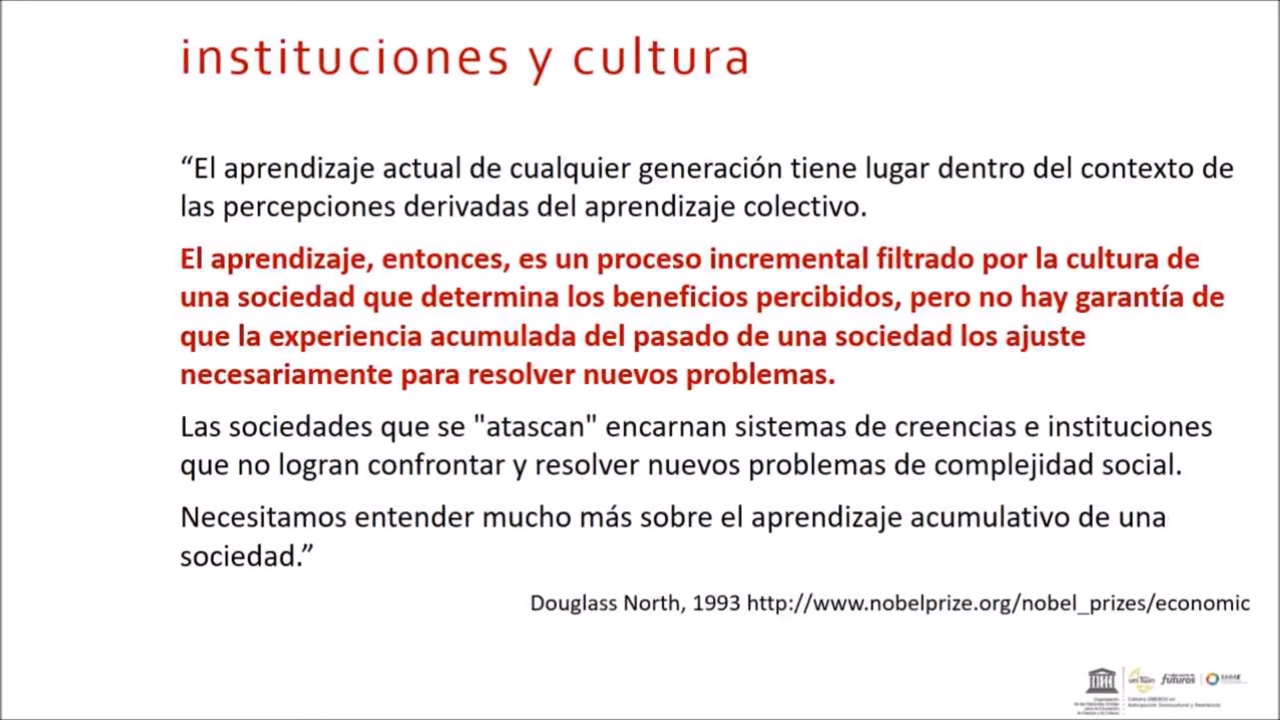 instituciones y cultura
“El aprendizaje actual de cualquier generación tiene lugar dentro del contexto de
las percepciones derivadas del aprendizaje colectivo.
El aprendizaje, entonces, es un proceso incremental filtrado por la cultura de
una sociedad que determina los beneficios percibidos, pero no hay garantía de
que la experiencia acumulada del pasado de una sociedad los ajuste
necesariamente para resolver nuevos problemas.
Las sociedades que se "atascan" encarnan sistemas de creencias e instituciones
que no logran confrontar y resolver nuevos problemas de complejidad social.
Necesitamos entender mucho más sobre el aprendizaje acumulativo de una
sociedad.”
Douglass North, 1993 http://www.nobelprize.org/nobel_prizes/economic
futuros